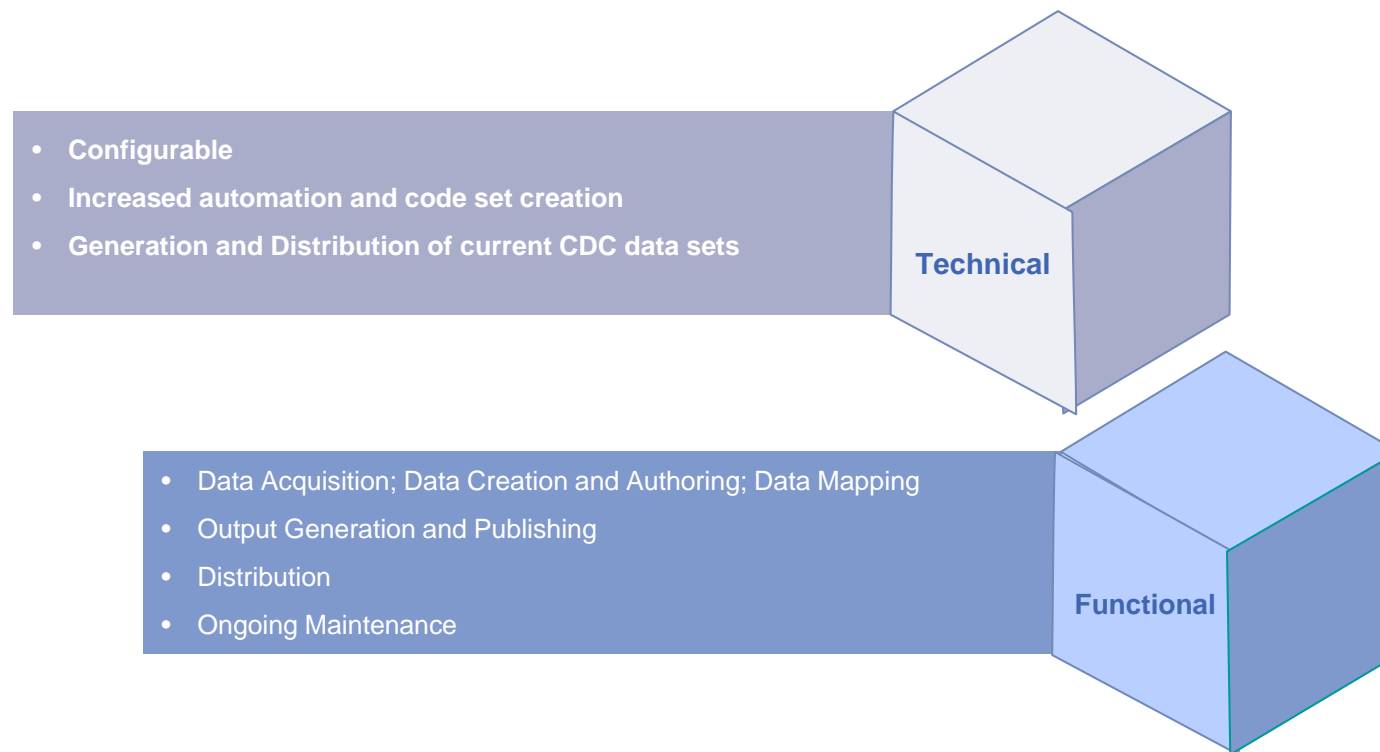 • Configurable
• Increased automation and code set creation
• Generation and Distribution of current CDC data sets
Technical
• Data Acquisition; Data Creation and Authoring; Data Mapping
• Output Generation and Publishing
• Distribution
• Ongoing Maintenance
Functional